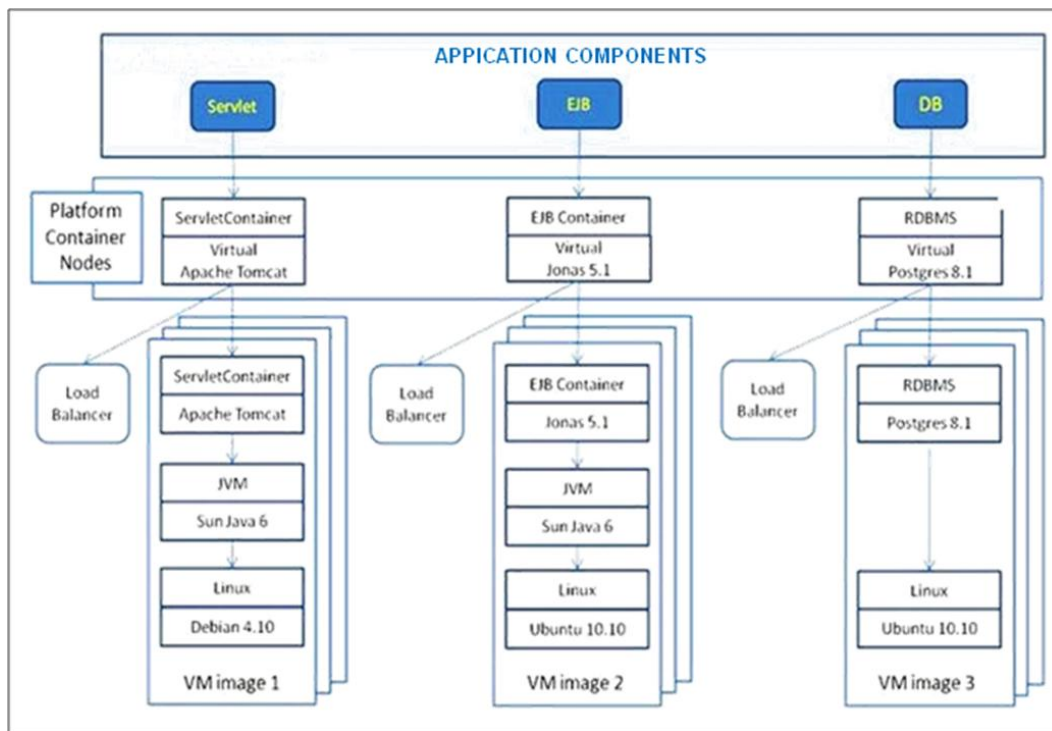 APPICATION COMPONENTS
Servlet
EJB
DB
Platform
Container
Nodes
ServletContainer
Virtual
Apache Tomcat
EJB Container
Virtual
Jonas 5.1
RDBMS
Virtual
Postgres 8.1
Load
Balancer
ServletContainer
Apache Tomcat
JVM
Sun Java 6
Linux
Debian 4.10
VM image 1
Load
Balancer
EJB Container
Jonas 5.1
JVM
Sun Java 6
Linux
Ubuntu 10.10
VM image 2
Load
Balancer
RDBMS
Postgres 8.1
Linux
Ubuntu 10.10
VM image 3